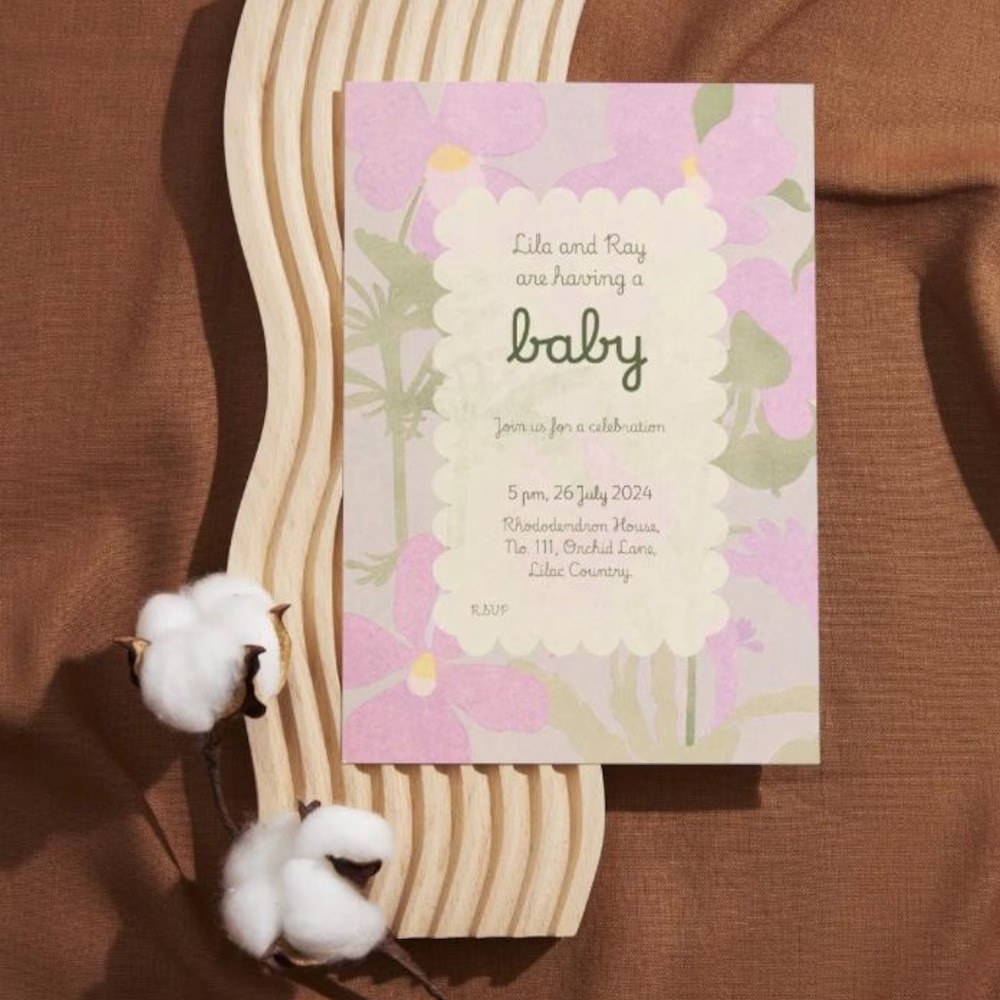 Lila and Ray
are having a
baby
Join us for a celebration
5 pm, 26 July 2024
Rhododendron House,
No. 111, Orchid Lane,
Lilac Country.
RSVP